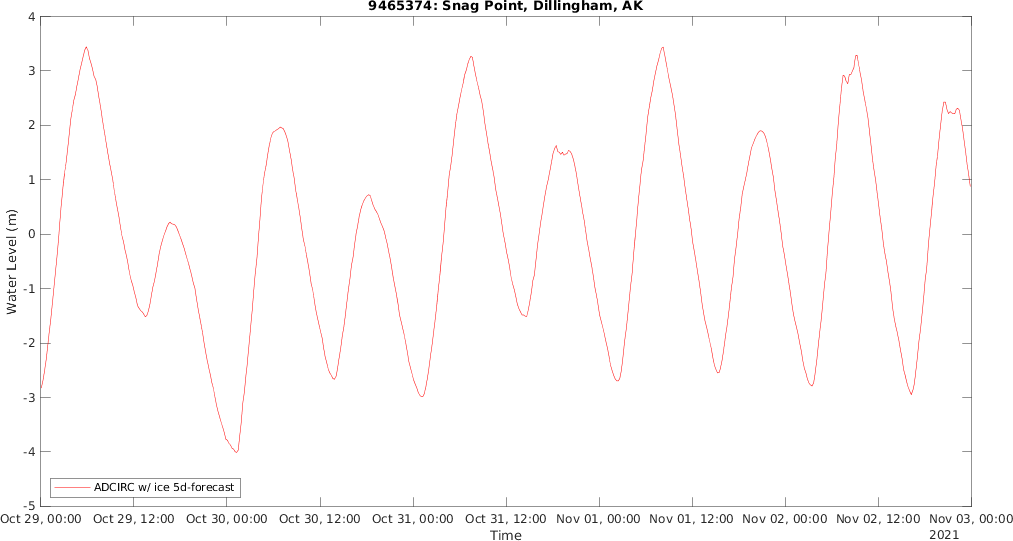 9465374: Snag Point, Dillingham, AK
4
3
2
1
0
-1
-2
-3
-4
-5
Water Level (m)
ADCIRC w/ ice 5d-forecast
Oct 29, 00:00 Oct 29, 12:00 Oct 30, 00:00 Oct 30, 12:00 Oct 31, 00:00 Oct 31, 12:00 Nov 01, 00:00 Nov 01, 12:00 Nov 02, 00:00 Nov 02, 12:00 Nov 03, 00:00
Time
2021